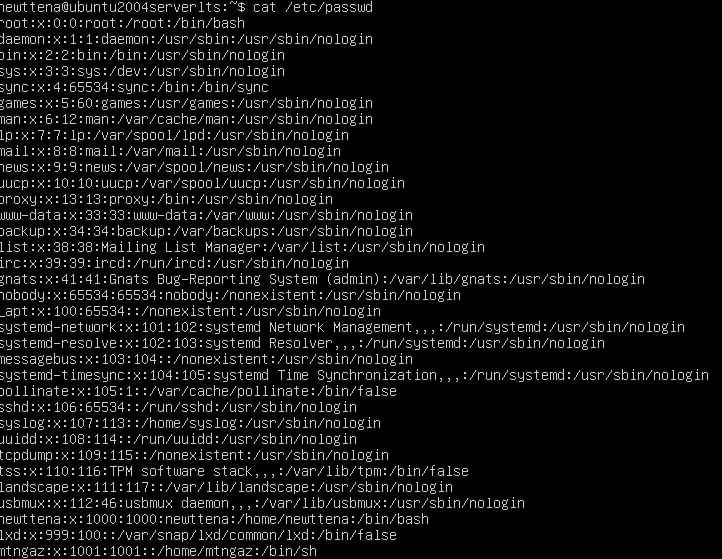 newttena@ubuntu2004serverlts:~$ cat /etc/passwd
root:x:0:0:root:/root:/bin/bash
daemon:x:1:1:daemon:/usr/sbin:/usr/sbin/nologin
bin:x:2:2:bin:/bin:/usr/sbin/nologin
sys:x:3:3:sys:/dev:/usr/sbin/nologin
sync:x:4:65534:sync:/bin:/bin/sync
games:x:5:60:games:/usr/games:/usr/sbin/nologin
man:x:6:12:man:/var/cache/man:/usr/sbin/nologin
lp:x:7:7:lp:/var/spool/lpd:/usr/sbin/nologin
mail:x:8:8:mail:/var/mail:/usr/sbin/nologin
news:x:9:9:news:/var/spool/news:/usr/sbin/nologin
uucp:x:10:10:uucp:/var/spool/uucp:/usr/sbin/nologin
proxy:x:13:13:proxy:/bin:/usr/sbin/nologin
www-data:x:33:33:www-data:/var/www:/usr/sbin/nologin
backup:x:34:34:backup:/var/backups:/usr/sbin/nologin
list:x:38:38:Mailing List Manager:/var/list:/usr/sbin/nologin
irc:x:39:39:ircd:/run/ircd:/usr/sbin/nologin
gnats:x:41:41:Gnats Bug-Reporting System (admin):/var/lib/gnats:/usr/sbin/nologin
nobody:x:65534:65534:nobody:/nonexistent:/usr/sbin/nologin
_apt:x:100:65534::/nonexistent:/usr/sbin/nologin
systemd-network:x:101:102:systemd Network Management,,,:/run/systemd:/usr/sbin/nologin
systemd-resolve:x:102:103:systemd Resolver,,,:/run/systemd:/usr/sbin/nologin
messagebus:x:103:104::/nonexistent:/usr/sbin/nologin
systemd-timesync:x:104:105:systemd Time Synchronization,,,:/run/systemd:/usr/sbin/nologin
pollinate:x:105:1::/var/cache/pollinate:/bin/false
sshd:x:106:65534::/run/sshd:/usr/sbin/nologin
syslog:x:107:113::/home/syslog:/usr/sbin/nologin
uuidd:x:108:114::/run/uuidd:/usr/sbin/nologin
tcpdump:x:109:115::/nonexistent:/usr/sbin/nologin
tss:x:110:116:TPM software stack,,,:/var/lib/tpm:/bin/false
landscape:x:111:117::/var/lib/landscape:/usr/sbin/nologin
usbmux:x:112:46:usbmux daemon,,,:/var/lib/usbmux:/usr/sbin/nologin
newttena:x:1000:1000:newttena:/home/newttena:/bin/bash
lxd:x:999:100::/var/snap/lxd/common/lxd:/bin/false
mtngaz:x:1001:1001::/home/mtngaz:/bin/sh